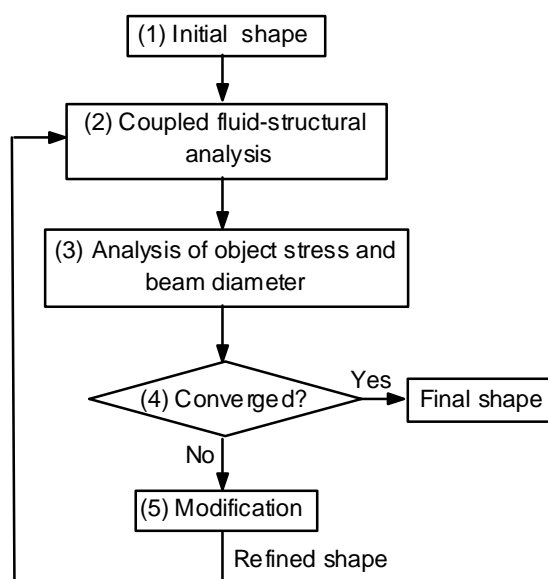 (1) Initial shape
(2) Coupled fluid-structural
analysis
(3) Analysis of object stress and
beam diameter
(4) Converged?
Yes
Final shape
No
(5) Modification
Refined shape